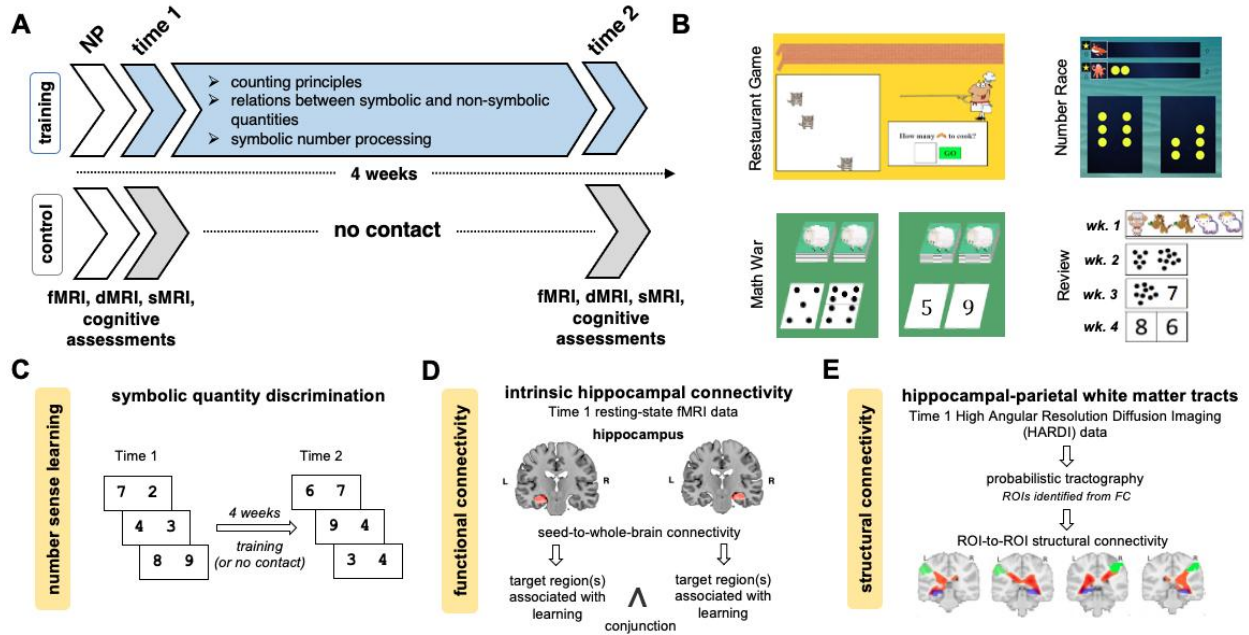 A
NP
time 1
time 2
training
counting principles
relations between symbolic and non-symbolic
quantities
symbolic number processing
4 weeks
control
no contact
fMRI, dMRI, sMRI,
cognitive
assessments
fMRI, dMRI, sMRI,
cognitive
assessments
B
Restaurant Game
How many to cook?
GO
Number Race
Math War
5 9
Review
wk. 1
wk. 2
wk. 3 7
wk. 4 8 6
C
number sense learning
symbolic quantity discrimination
Time 1
7 2
4 3
8 9
4 weeks
training
(or no contact)
Time 2
6 7
9 4
3 4
D
functional connectivity
intrinsic hippocampal connectivity
Time 1 resting-state fMRI data
hippocampus
L R L R
seed-to-whole-brain connectivity
target region(s)
associated with
learning
∧
target region(s)
associated with
learning
conjunction
E
structural connectivity
hippocampal-parietal white matter tracts
Time 1 High Angular Resolution Diffusion Imaging
(HARDI) data
probabilistic tractography
ROIs identified from FC
ROI-to-ROI structural connectivity
L R L R L R L R